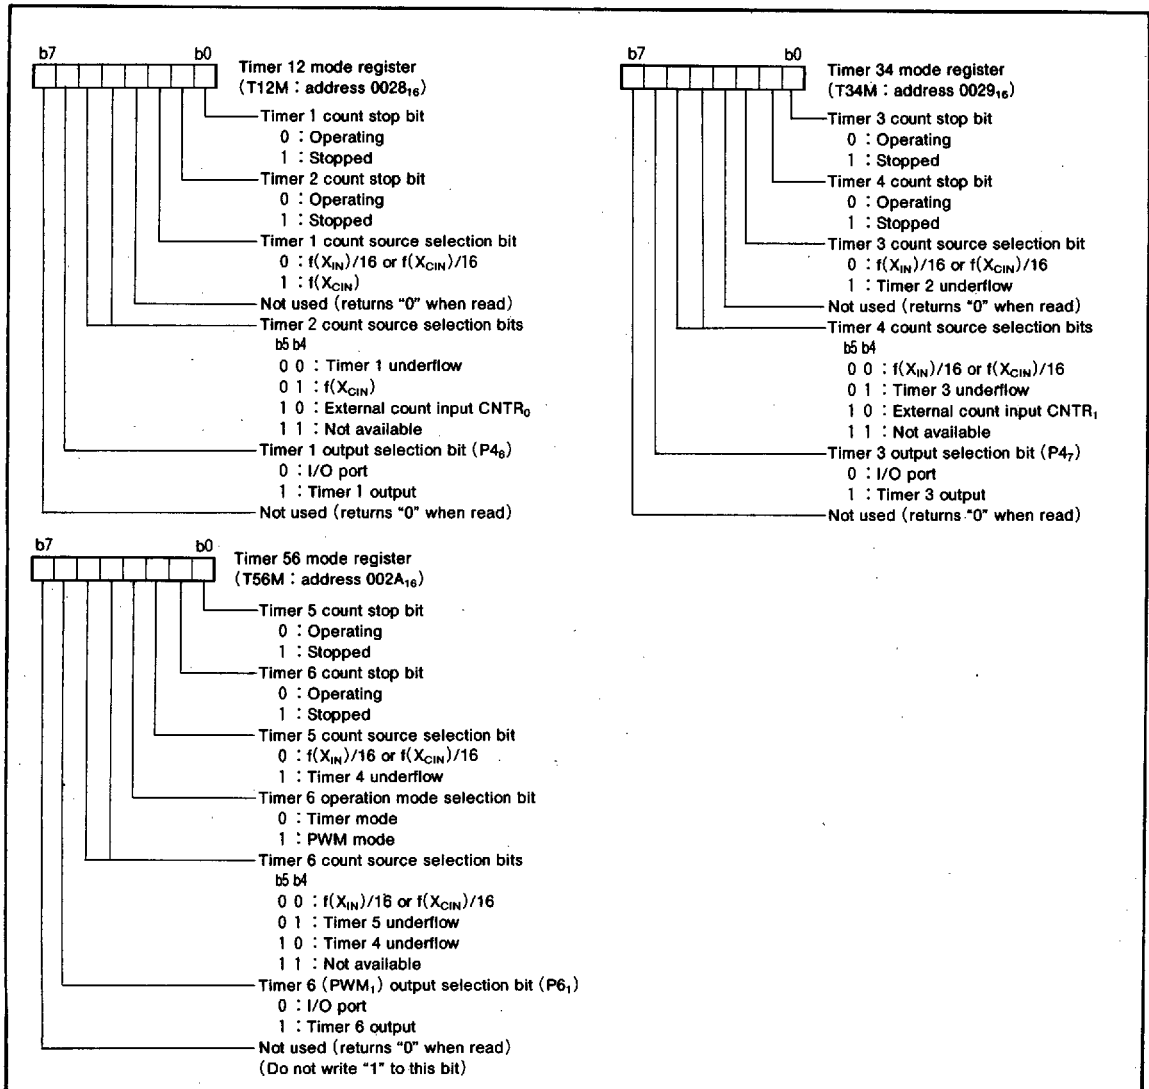 b7 b0
Timer 12 mode register
(T12M : address 0028₁₆)
Timer 1 count stop bit
0 : Operating
1 : Stopped
Timer 2 count stop bit
0 : Operating
1 : Stopped
Timer 1 count source selection bit
0 : f(X_IN)/16 or f(X_CIN)/16
1 : f(X_CIN)
Not used (returns “0” when read)
Timer 2 count source selection bits
b5 b4
0 0 : Timer 1 underflow
0 1 : f(X_CIN)
1 0 : External count input CNTR₀
1 1 : Not available
Timer 1 output selection bit (P4₆)
0 : I/O port
1 : Timer 1 output
Not used (returns “0” when read)
b7 b0
Timer 34 mode register
(T34M : address 0029₁₆)
Timer 3 count stop bit
0 : Operating
1 : Stopped
Timer 4 count stop bit
0 : Operating
1 : Stopped
Timer 3 count source selection bit
0 : f(X_IN)/16 or f(X_CIN)/16
1 : Timer 2 underflow
Not used (returns “0” when read)
Timer 4 count source selection bits
b5 b4
0 0 : f(X_IN)/16 or f(X_CIN)/16
0 1 : Timer 3 underflow
1 0 : External count input CNTR₁
1 1 : Not available
Timer 3 output selection bit (P4₇)
0 : I/O port
1 : Timer 3 output
Not used (returns “0” when read)
b7 b0
Timer 56 mode register
(T56M : address 002A₁₆)
Timer 5 count stop bit
0 : Operating
1 : Stopped
Timer 6 count stop bit
0 : Operating
1 : Stopped
Timer 5 count source selection bit
0 : f(X_IN)/16 or f(X_CIN)/16
1 : Timer 4 underflow
Timer 6 operation mode selection bit
0 : Timer mode
1 : PWM mode
Timer 6 count source selection bits
b5 b4
0 0 : f(X_IN)/16 or f(X_CIN)/16
0 1 : Timer 5 underflow
1 0 : Timer 4 underflow
1 1 : Not available
Timer 6 (PWM₁) output selection bit (P6₁)
0 : I/O port
1 : Timer 6 output
Not used (returns “0” when read)
(Do not write “1” to this bit)